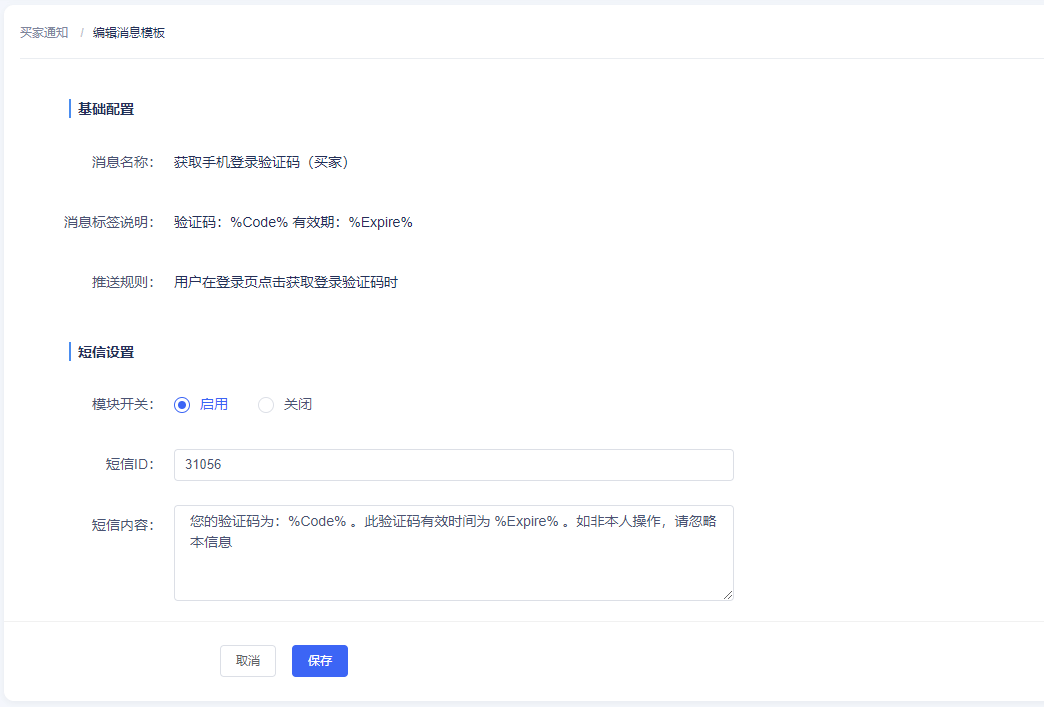 买家通知 / 编辑消息模板
基础配置
消息名称： 获取手机登录验证码（买家）
消息标签说明： 验证码：%Code% 有效期：%Expire%
推送规则： 用户在登录页点击获取登录验证码时
短信设置
模块开关： 启用 关闭
短信ID： 31056
短信内容： 您的验证码为：%Code% 。此验证码有效时间为 %Expire% 。如非本人操作，请忽略
本信息
取消 保存